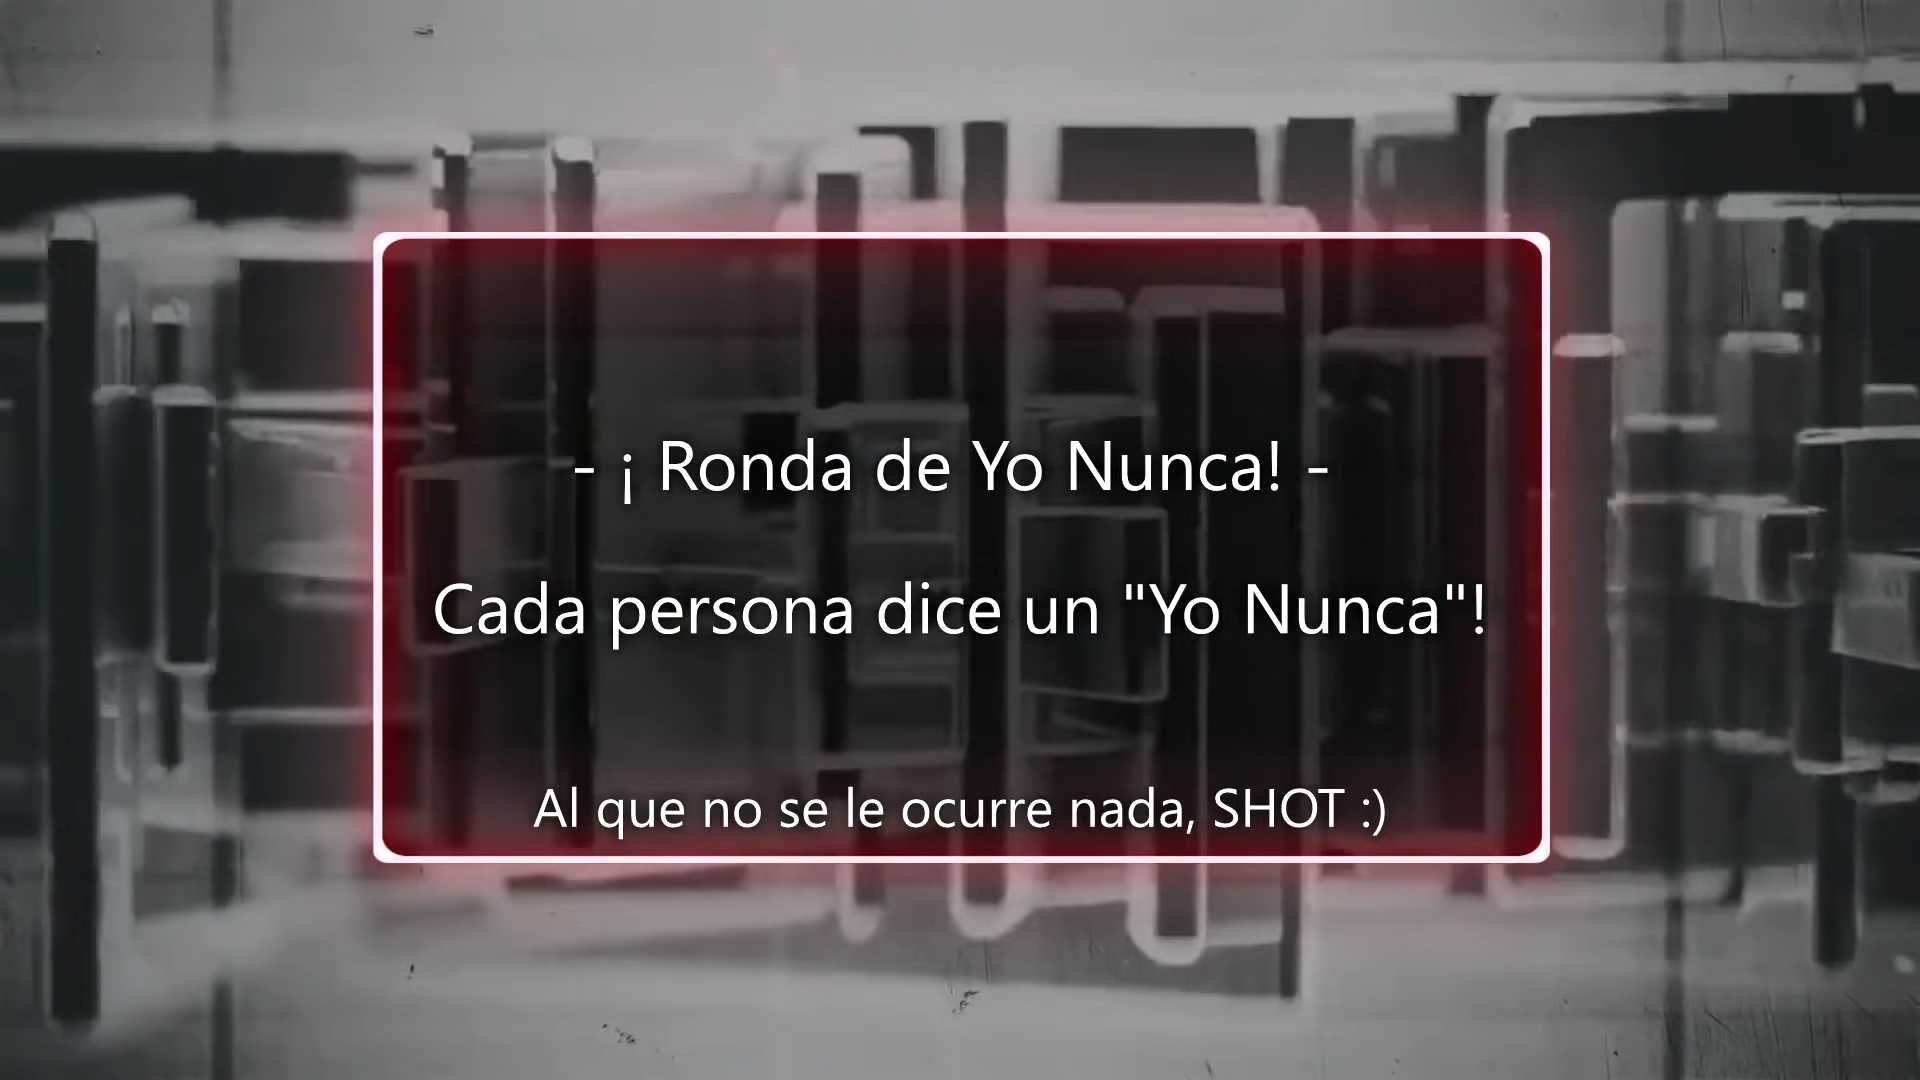 - ¡ Ronda de Yo Nunca! -
Cada persona dice un "Yo Nunca"!
Al que no se le ocurre nada, SHOT :)